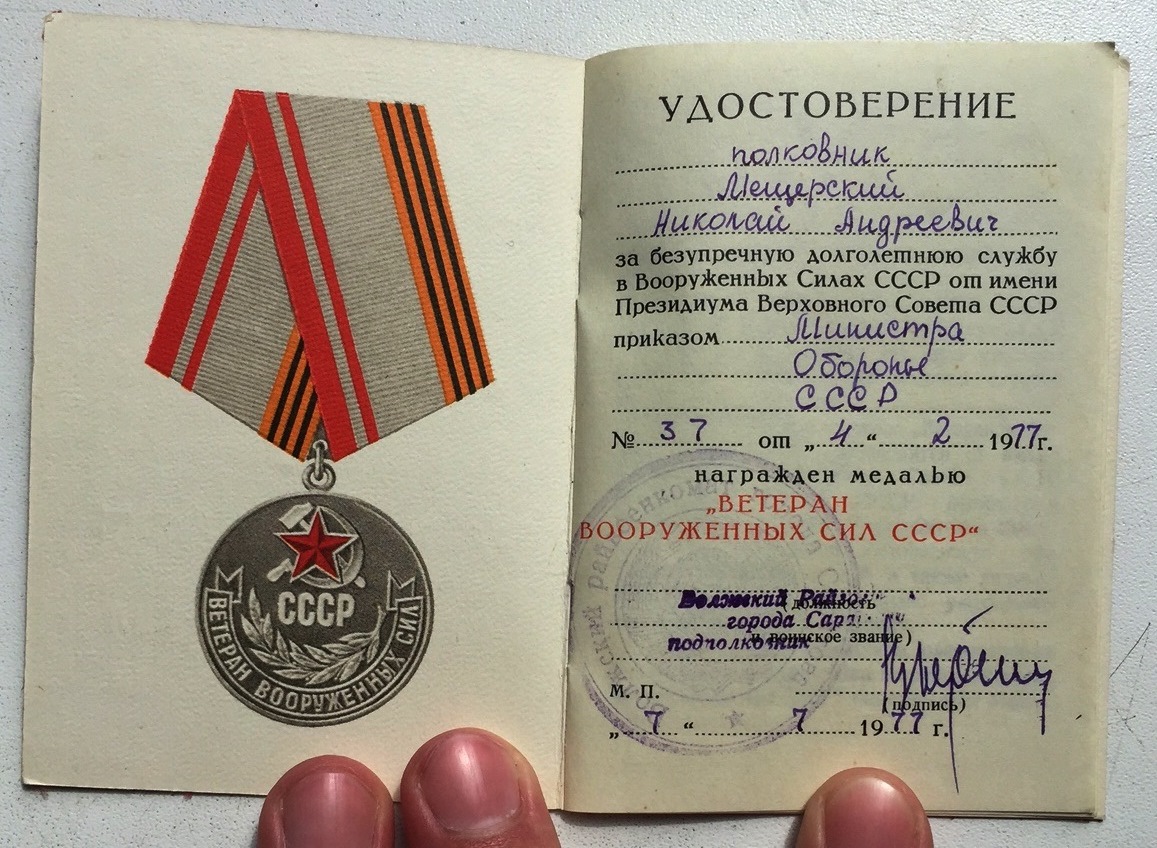 СССР
ВЕТЕРАН ВООРУЖЕННЫХ СИЛ
УДОСТОВЕРЕНИЕ
полковник
Мещерский
Николай Андреевич
за безупречную долголетнюю службу
в Вооруженных Силах СССР от имени
Президиума Верховного Совета СССР
приказом Министра
Обороны
СССР
№ 37 от „4“ 2 1977г.
награжден медалью
„ВЕТЕРАН
ВООРУЖЕННЫХ СИЛ СССР“
Волжский
(должность
города
и воинское звание)
подполковник
М. П.
(подпись)
„7“ 7 1977 г.